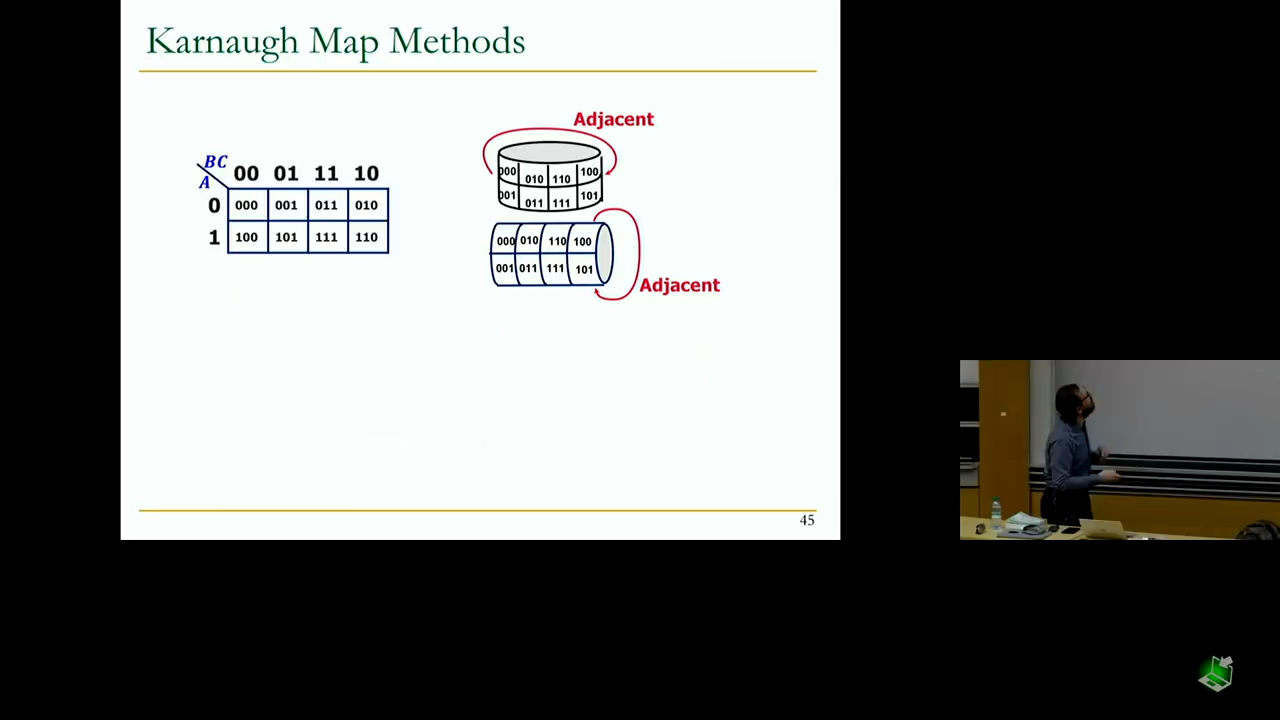 Karnaugh Map Methods
Adjacent
BC
A
00 01 11 10
0 000 001 011 010
1 100 101 111 110
000 010 110 100
001 011 111 101
000 010 110 100
001 011 111 101
Adjacent
45